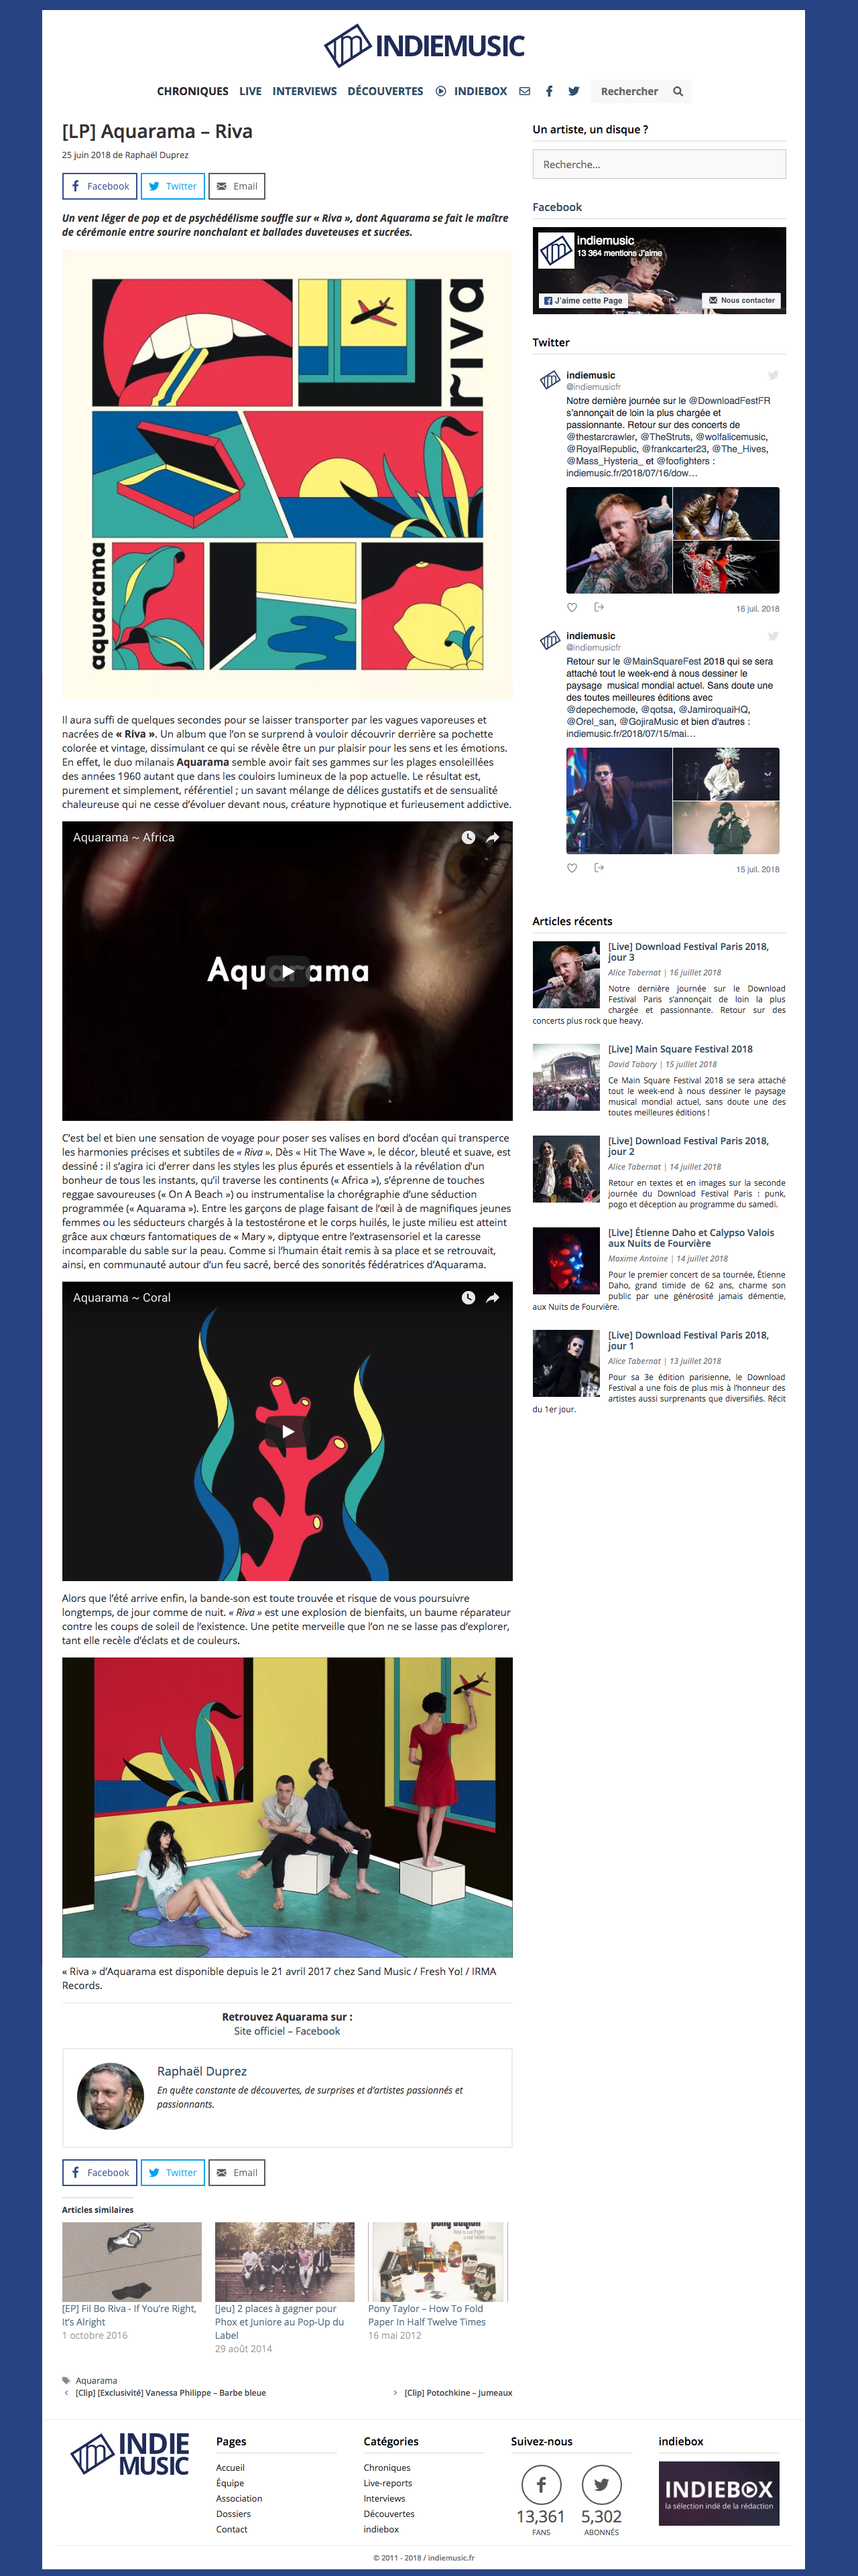 INDIEMUSIC
CHRONIQUES LIVE INTERVIEWS DÉCOUVERTES INDIEBOX Rechercher
[LP] Aquarama – Riva
25 juin 2018 de Raphaël Duprez
Facebook Twitter Email
Un vent léger de pop et de psychédélisme souffle sur « Riva », dont Aquarama se fait le maître
de cérémonie entre sourire nonchalant et ballades duveteuses et sucrées.
riva
aquarama
Il aura suffi de quelques secondes pour se laisser transporter par les vagues vaporeuses et
nacrées de « Riva ». Un album que l'on se surprend à vouloir découvrir derrière sa pochette
colorée et vintage, dissimulant ce qui se révèle être un pur plaisir pour les sens et les émotions.
En effet, le duo milanais Aquarama semble avoir fait ses gammes sur les plages ensoleillées
des années 1960 autant que dans les couloirs lumineux de la pop actuelle. Le résultat est,
purement et simplement, référentiel ; un savant mélange de délices gustatifs et de sensualité
chaleureuse qui ne cesse d'évoluer devant nous, créature hypnotique et furieusement addictive.
Aquarama ~ Africa
Aquarama
C'est bel et bien une sensation de voyage pour poser ses valises en bord d'océan qui transperce
les harmonies précises et subtiles de « Riva ». Dès « Hit The Wave », le décor, bleuté et suave, est
dessiné : il s'agira ici d'errer dans les styles les plus épurés et essentiels à la révélation d'un
bonheur de tous les instants, qu'il traverse les continents (« Africa »), s'éprenne de touches
reggae savoureuses (« On A Beach ») ou instrumentalise la chorégraphie d'une séduction
programmée (« Aquarama »). Entre les garçons de plage faisant de l'œil à de magnifiques jeunes
femmes ou les séducteurs chargés à la testostérone et le corps huilés, le juste milieu est atteint
grâce aux chœurs fantomatiques de « Mary », diptyque entre l'extrasensoriel et la caresse
incomparable du sable sur la peau. Comme si l'humain était remis à sa place et se retrouvait,
ainsi, en communauté autour d'un feu sacré, bercé des sonorités fédératrices d'Aquarama.
Aquarama ~ Coral
Alors que l'été arrive enfin, la bande-son est toute trouvée et risque de vous poursuivre
longtemps, de jour comme de nuit. « Riva » est une explosion de bienfaits, un baume réparateur
contre les coups de soleil de l'existence. Une petite merveille que l'on ne se lasse pas d'explorer,
tant elle recèle d'éclats et de couleurs.
« Riva » d'Aquarama est disponible depuis le 21 avril 2017 chez Sand Music / Fresh Yo! / IRMA
Records.
Retrouvez Aquarama sur :
Site officiel – Facebook
Raphaël Duprez
En quête constante de découvertes, de surprises et d'artistes passionnés et
passionnants.
Facebook Twitter Email
Articles similaires
[EP] Fil Bo Riva - If You're Right,
It's Alright
1 octobre 2016
[Jeu] 2 places à gagner pour
Phox et Juniore au Pop-Up du
Label
29 août 2014
Pony Taylor – How To Fold
Paper In Half Twelve Times
16 mai 2012
Aquarama
[Clip] [Exclusivité] Vanessa Philippe – Barbe bleue
[Clip] Potochkine – Jumeaux
Un artiste, un disque ?
Recherche...
Facebook
indiemusic
13 364 mentions J'aime
J'aime cette Page
Nous contacter
Twitter
indiemusic
@indiemusicfr
Notre dernière journée sur le @DownloadFestFR
s'annonçait de loin la plus chargée et
passionnante. Retour sur des concerts de
@thestarcrawler, @TheStruts, @wolfalicemusic,
@RoyalRepublic, @frankcarter23, @The_Hives,
@Mass_Hysteria_ et @foofighters :
indiemusic.fr/2018/07/16/dow…
16 juil. 2018
indiemusic
@indiemusicfr
Retour sur le @MainSquareFest 2018 qui se sera
attaché tout le week-end à nous dessiner le
paysage musical mondial actuel. Sans doute une
des toutes meilleures éditions avec
@depechemode, @qotsa, @JamiroquaiHQ,
@Orel_san, @GojiraMusic et bien d'autres :
indiemusic.fr/2018/07/15/mai…
15 juil. 2018
Articles récents
[Live] Download Festival Paris 2018,
jour 3
Alice Tabernat | 16 juillet 2018
Notre dernière journée sur le Download
Festival Paris s'annonçait de loin la plus
chargée et passionnante. Retour sur des
concerts plus rock que heavy.
[Live] Main Square Festival 2018
David Tabary | 15 juillet 2018
Ce Main Square Festival 2018 se sera attaché
tout le week-end à nous dessiner le paysage
musical mondial actuel, sans doute une des
toutes meilleures éditions !
[Live] Download Festival Paris 2018,
jour 2
Alice Tabernat | 14 juillet 2018
Retour en textes et en images sur la seconde
journée du Download Festival Paris : punk,
pogo et déception au programme du samedi.
[Live] Étienne Daho et Calypso Valois
aux Nuits de Fourvière
Maxime Antoine | 14 juillet 2018
Pour le premier concert de sa tournée, Étienne
Daho, grand timide de 62 ans, charme son
public par une générosité jamais démentie,
aux Nuits de Fourvière.
[Live] Download Festival Paris 2018,
jour 1
Alice Tabernat | 13 juillet 2018
Pour sa 3e édition parisienne, le Download
Festival a une fois de plus mis à l'honneur des
artistes aussi surprenants que diversifiés. Récit
du 1er jour.
INDIE
MUSIC
Pages
Accueil
Équipe
Association
Dossiers
Contact
Catégories
Chroniques
Live-reports
Interviews
Découvertes
indiebox
Suivez-nous
13,361
FANS
5,302
ABONNÉS
indiebox
INDIEBOX
la sélection indé de la rédaction
© 2011 - 2018 / indiemusic.fr